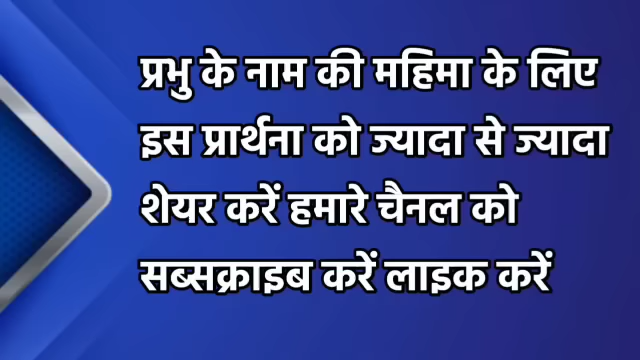 प्रभु के नाम की महिमा के लिए
इस प्रार्थना को ज्यादा से ज्यादा
शेयर करें हमारे चैनल को
सब्सक्राइब करें लाइक करें